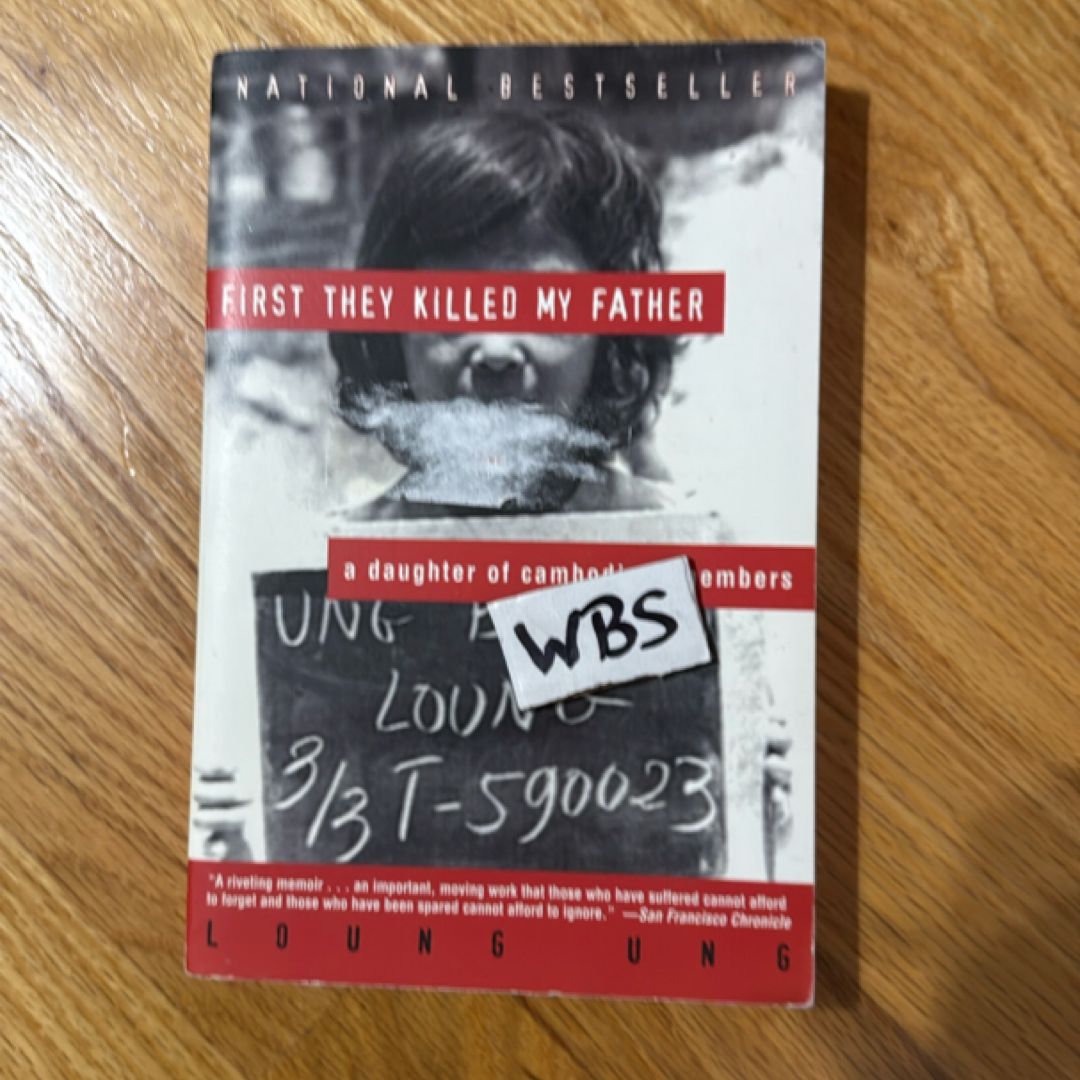 NATIONAL BESTSELLER
FIRST THEY KILLED MY FATHER
a daughter of cambodi embers
WBS
UNG
LOUNG
3/3 T-590023
"A riveting memoir . . . an important, moving work that those who have suffered cannot afford
to forget and those who have been spared cannot afford to ignore." —San Francisco Chronicle
LOUNG UNG